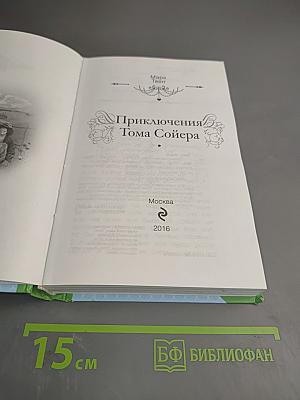 Марк
Твен
Приключения
Тома Сойера
Москва
2016
15 см
БФ БИБЛИОФАН